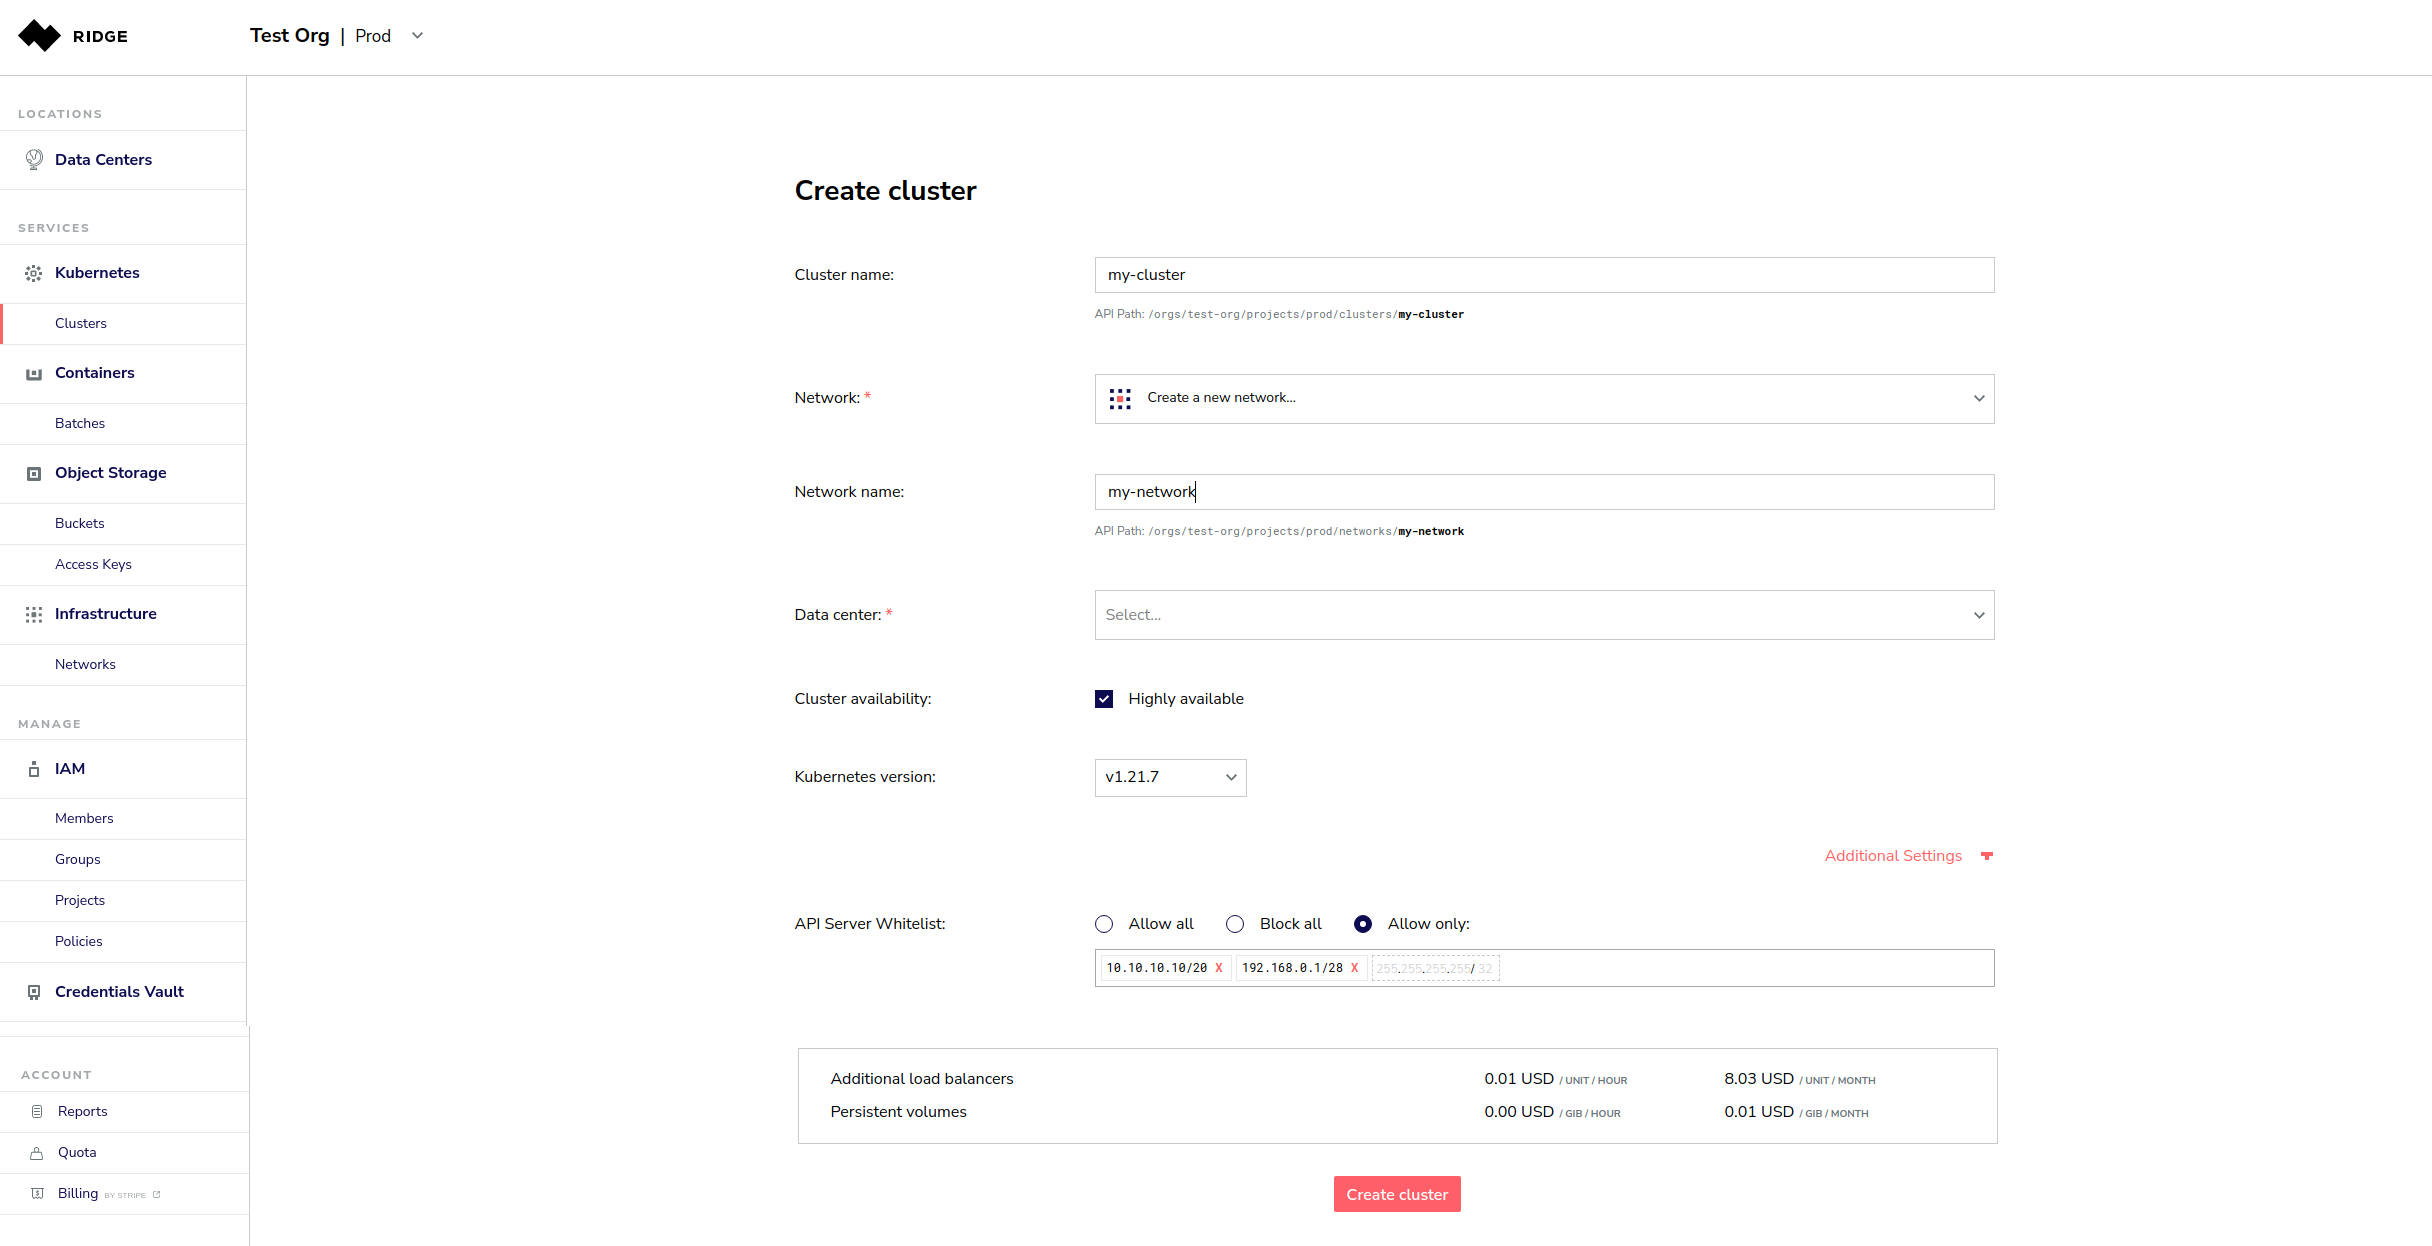 RIDGE
Test Org | Prod
LOCATIONS
Data Centers
SERVICES
Kubernetes
Clusters
Containers
Batches
Object Storage
Buckets
Access Keys
Infrastructure
Networks
MANAGE
IAM
Members
Groups
Projects
Policies
Credentials Vault
ACCOUNT
Reports
Quota
Billing BY STRIPE
Create cluster
Cluster name: my-cluster
API Path: /orgs/test-org/projects/prod/clusters/my-cluster
Network: * Create a new network...
Network name: my-network
API Path: /orgs/test-org/projects/prod/networks/my-network
Data center: * Select...
Cluster availability: Highly available
Kubernetes version: v1.21.7
Additional Settings
API Server Whitelist: Allow all Block all Allow only:
10.10.10.10/20 X 192.168.0.1/28 X 255.255.255.255/ 32
Additional load balancers 0.01 USD / UNIT / HOUR 8.03 USD / UNIT / MONTH
Persistent volumes 0.00 USD / GIB / HOUR 0.01 USD / GIB / MONTH
Create cluster